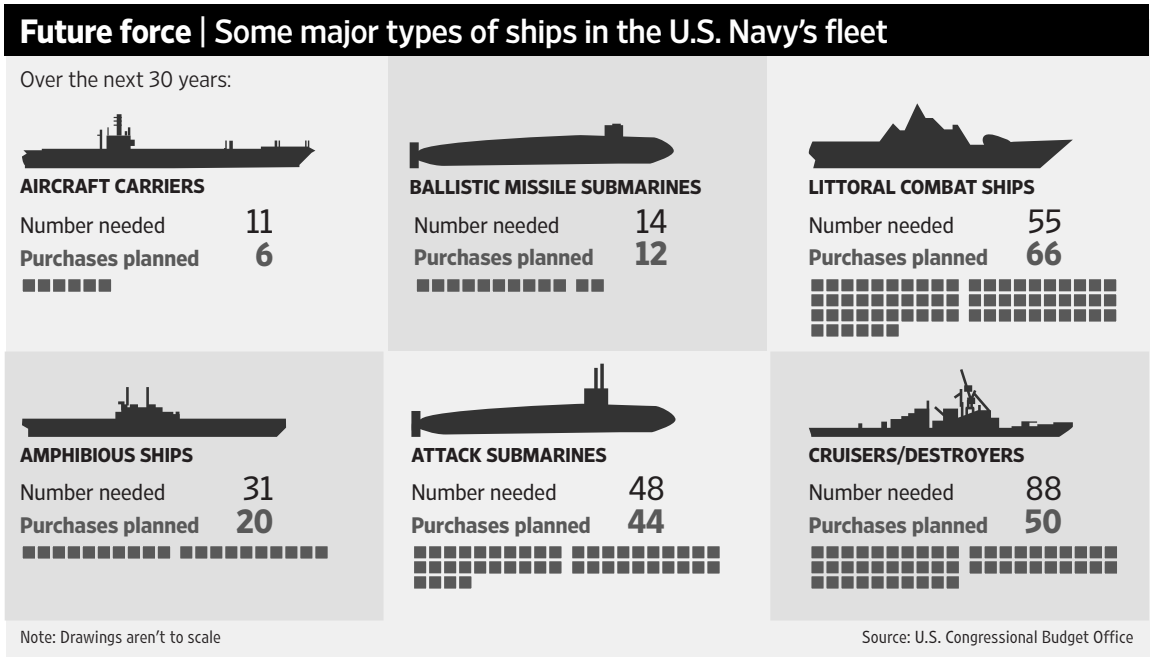 Future force | Some major types of ships in the U.S. Navy's fleet
Over the next 30 years:
AIRCRAFT CARRIERS
Number needed 11
Purchases planned 6
BALLISTIC MISSILE SUBMARINES
Number needed 14
Purchases planned 12
LITTORAL COMBAT SHIPS
Number needed 55
Purchases planned 66
AMPHIBIOUS SHIPS
Number needed 31
Purchases planned 20
ATTACK SUBMARINES
Number needed 48
Purchases planned 44
CRUISERS/DESTROYERS
Number needed 88
Purchases planned 50
Note: Drawings aren't to scale
Source: U.S. Congressional Budget Office